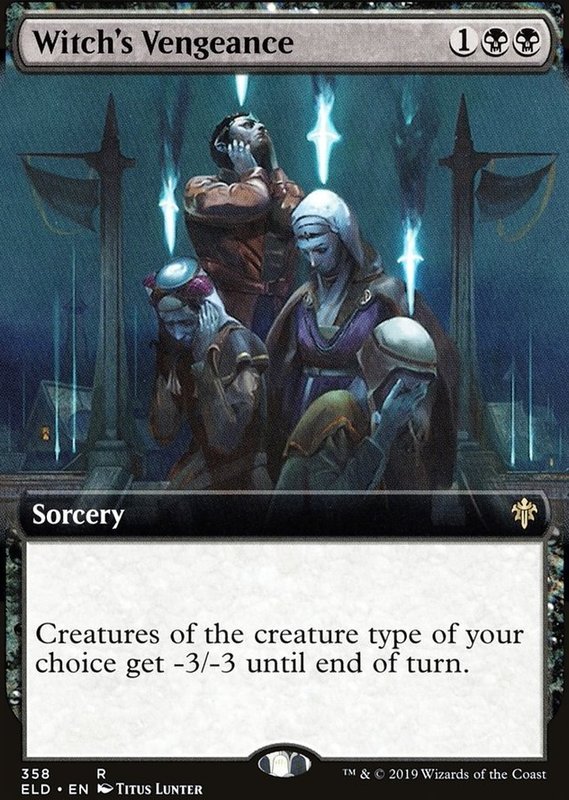 Witch's Vengeance 1
Sorcery
Creatures of the creature type of your
choice get -3/-3 until end of turn.
358 R
ELD • EN Titus Lunter ™ & © 2019 Wizards of the Coast